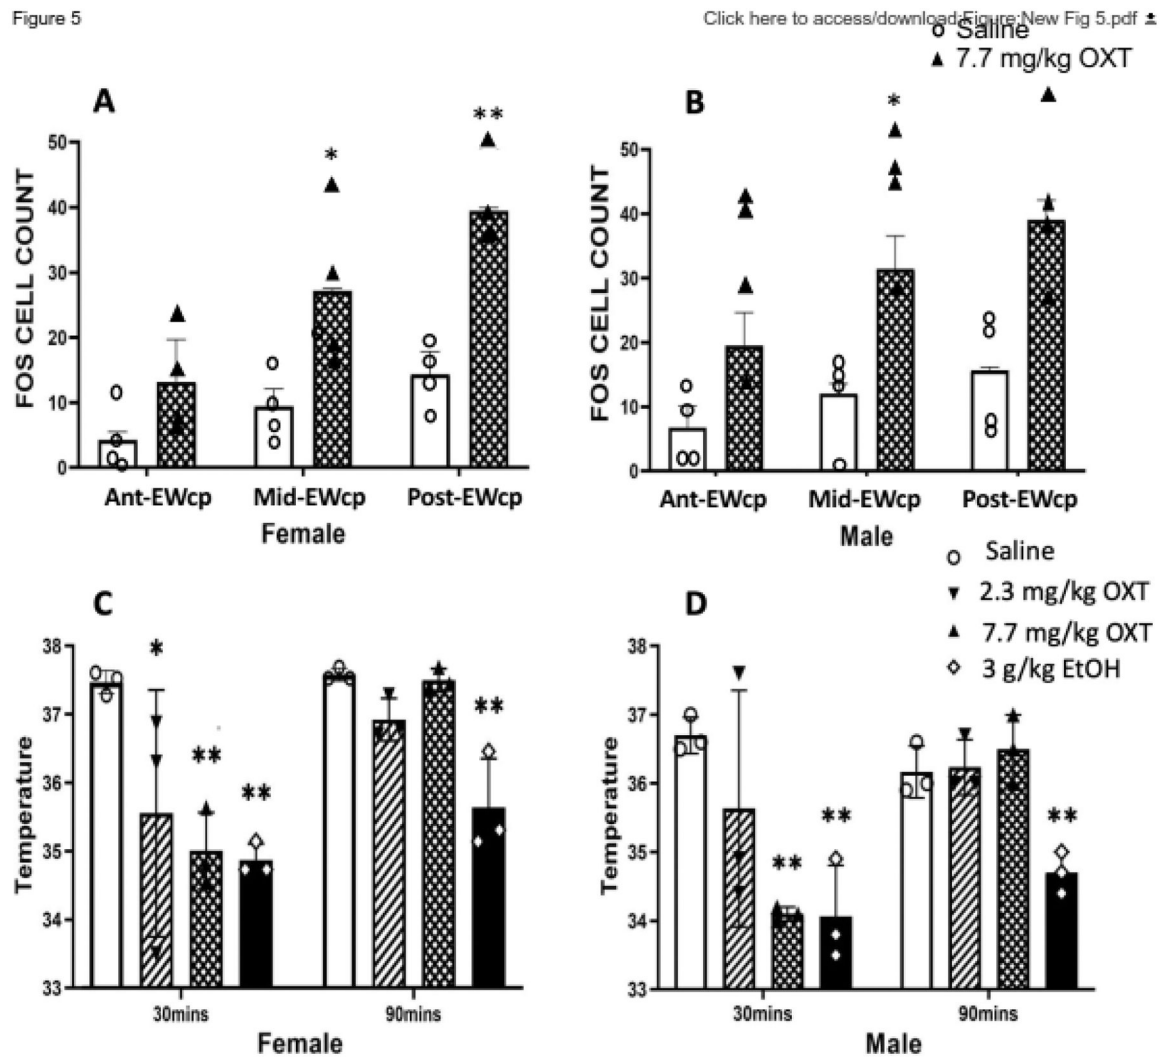 Figure 5
Click here to access/download;Figure;New Fig 5.pdf
Saline
7.7 mg/kg OXT
A
B
*
**
*
FOS CELL COUNT
50
40
30
20
10
0
Ant-EWcp
Mid-EWcp
Post-EWcp
Female
FOS CELL COUNT
50
40
30
20
10
0
Ant-EWcp
Mid-EWcp
Post-EWcp
Male
Saline
2.3 mg/kg OXT
7.7 mg/kg OXT
3 g/kg EtOH
C
D
*
**
**
**
**
**
**
Temperature
38
37
36
35
34
33
30mins
90mins
Female
Temperature
38
37
36
35
34
33
30mins
90mins
Male